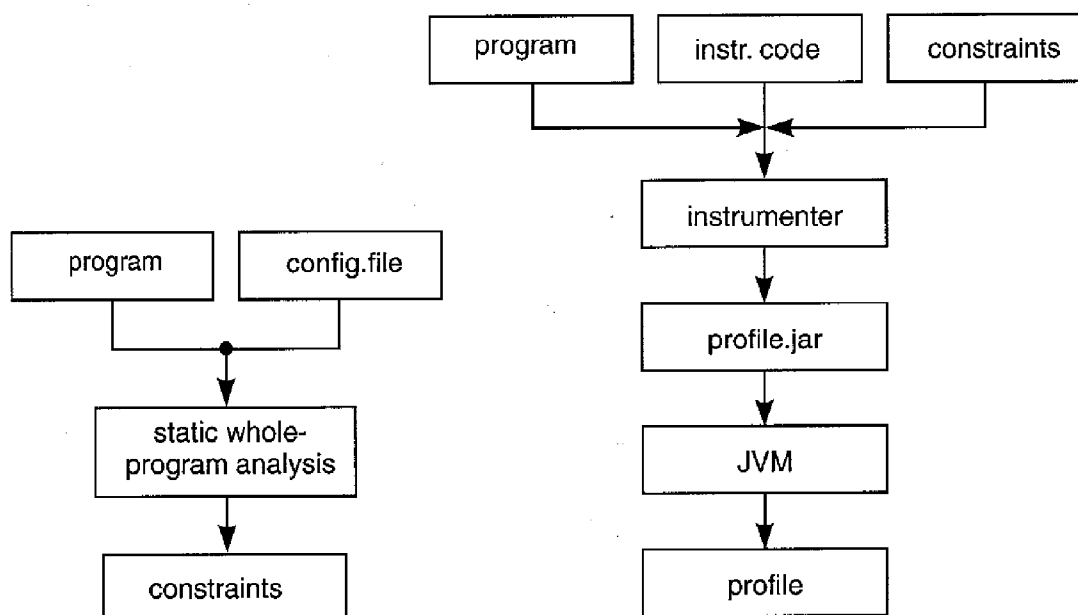 program
instr. code
constraints
instrumenter
program
config.file
profile.jar
static whole-
program analysis
JVM
constraints
profile